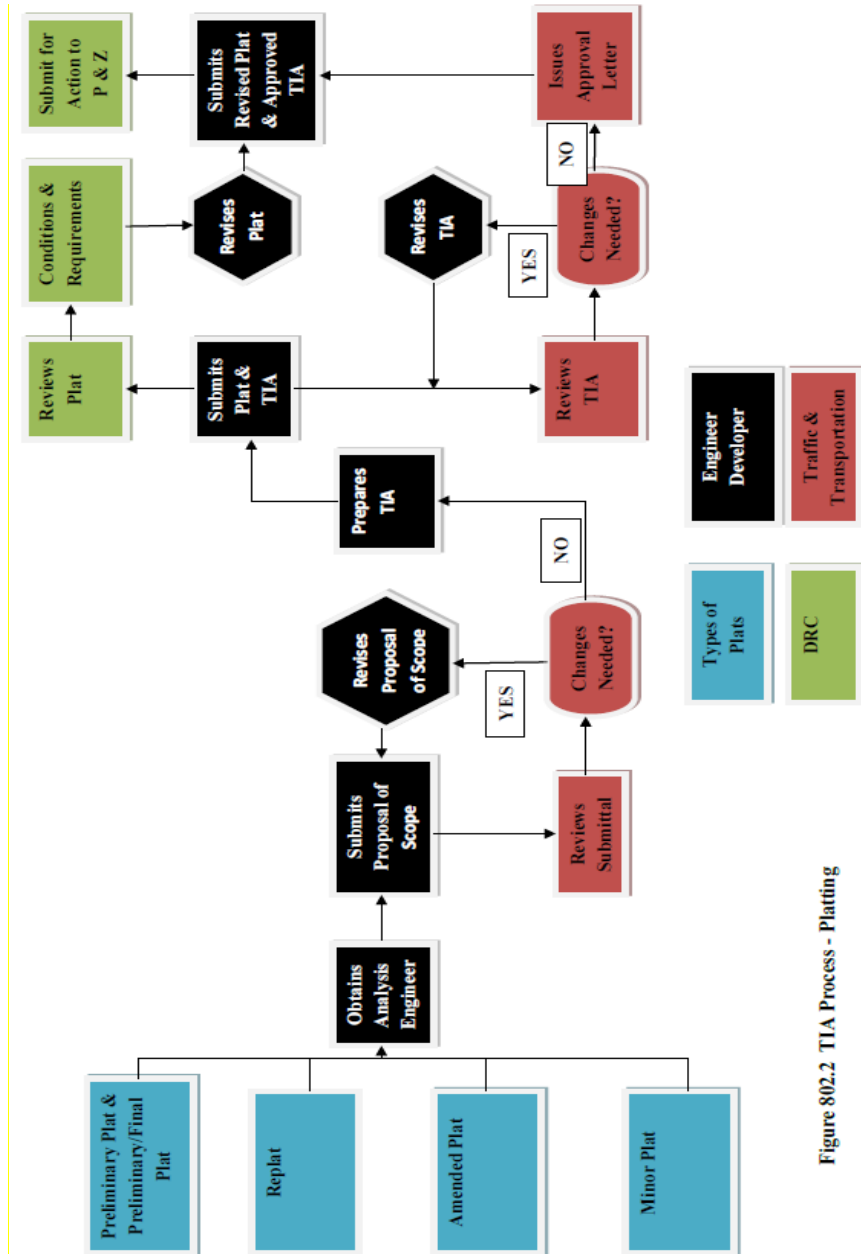 Preliminary Plat &
Preliminary/Final
Plat
Replat
Amended Plat
Minor Plat
Obtains
Analysis
Engineer
Submits
Proposal of
Scope
Revises
Proposal
of Scope
Reviews
Submittal
YES
Changes
Needed?
NO
Prepares
TIA
Submits
Plat &
TIA
Reviews
Plat
Conditions &
Requirements
Revises
Plat
Submits
Revised Plat
& Approved
TIA
Submit for
Action to
P & Z
Revises
TIA
Reviews
TIA
YES
Changes
Needed?
NO
Issues
Approval
Letter
Types of
Plats
Engineer
Developer
DRC
Traffic &
Transportation
Figure 802.2 TIA Process - Platting